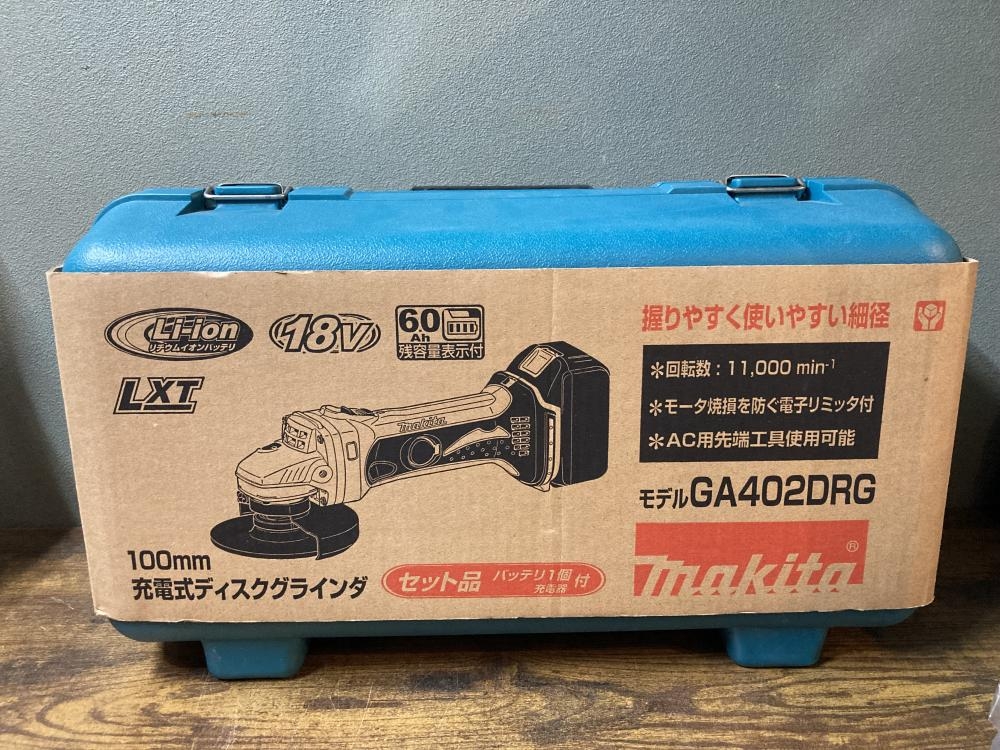 Li-ion
リチウムイオンバッテリ
18V
6.0
Ah
残容量表示付
LXT
makita
100mm
充電式ディスクグラインダ
セット品 バッテリ1個 付
充電器
握りやすく使いやすい細径
*回転数：11,000 min-1
*モータ焼損を防ぐ電子リミッタ付
*AC用先端工具使用可能
モデルGA402DRG
makita®